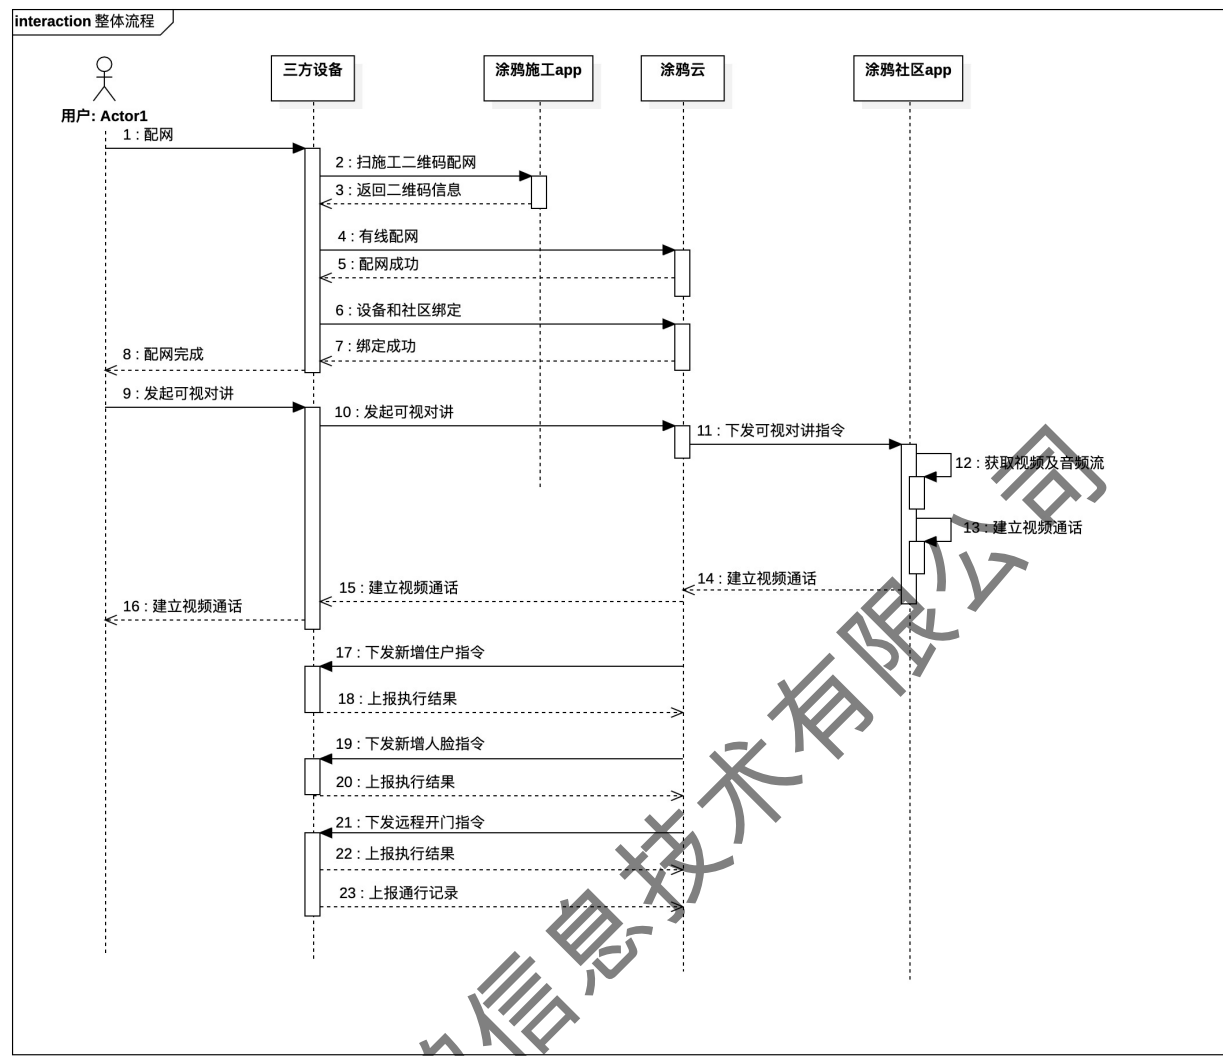 interaction 整体流程
三方设备
涂鸦施工app
涂鸦云
涂鸦社区app
用户: Actor1
1 : 配网
2 : 扫施工二维码配网
3 : 返回二维码信息
4 : 有线配网
5 : 配网成功
6 : 设备和社区绑定
7 : 绑定成功
8 : 配网完成
9 : 发起可视对讲
10 : 发起可视对讲
11 : 下发可视对讲指令
12 : 获取视频及音频流
13 : 建立视频通话
14 : 建立视频通话
15 : 建立视频通话
16 : 建立视频通话
17 : 下发新增住户指令
18 : 上报执行结果
19 : 下发新增人脸指令
20 : 上报执行结果
21 : 下发远程开门指令
22 : 上报执行结果
23 : 上报通行记录
信息技术有限公司